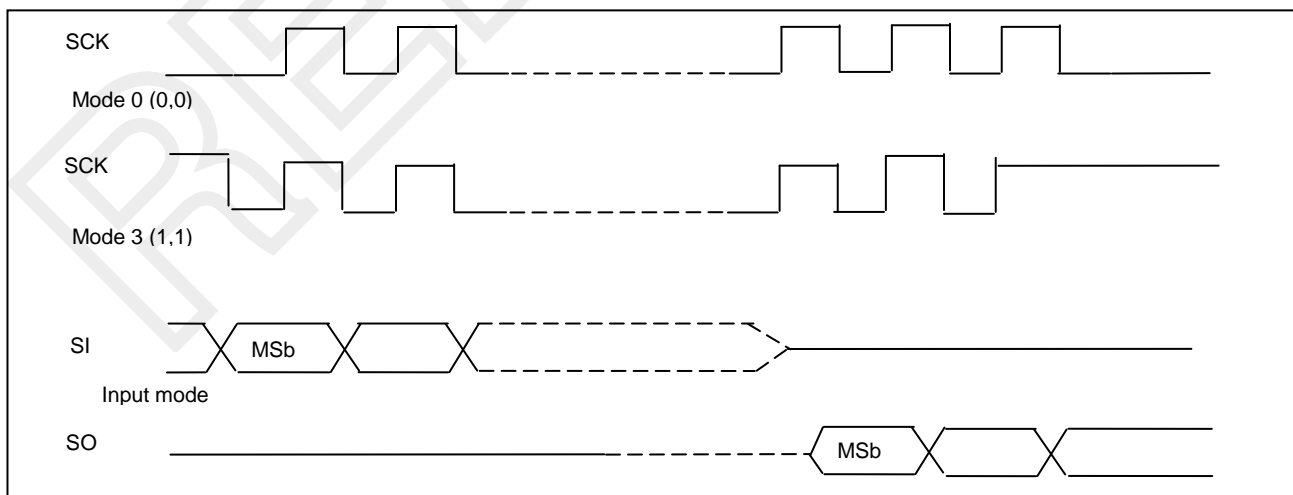 SCK
Mode 0 (0,0)
SCK
Mode 3 (1,1)
SI
MSb
Input mode
SO
MSb